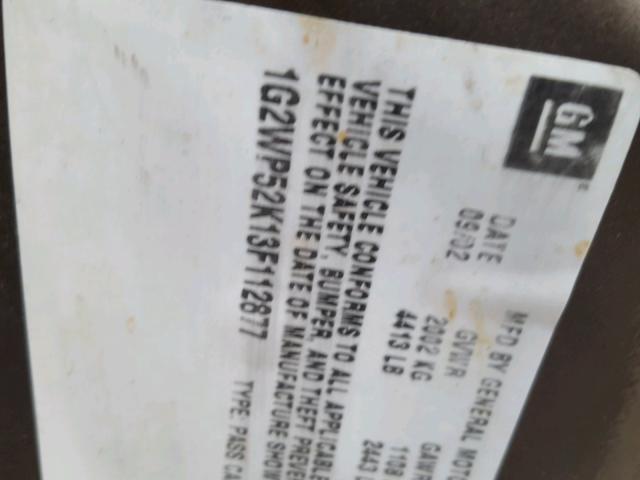 GM
MFD BY GENERAL MOTO
DATE GVWR GAWR
09/02 2002 KG 1108
4413 LB 2443 L
THIS VEHICLE CONFORMS TO ALL APPLICABLE
VEHICLE SAFETY, BUMPER, AND THEFT PREVE
EFFECT ON THE DATE OF MANUFACTURE SHOW
1G2WP52K13F112877 TYPE: PASS CA